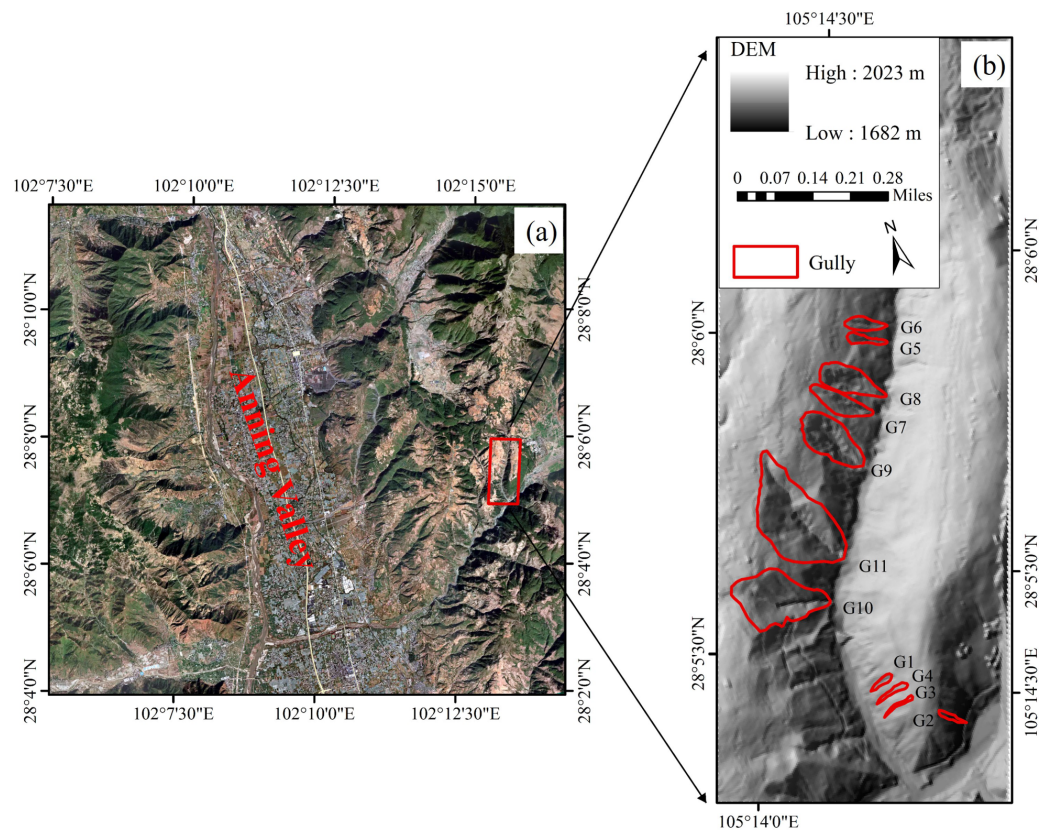 102°7'30"E
102°10'0"E
102°12'30"E
102°15'0"E
(a)
28°10'0"N
28°8'0"N
28°6'0"N
28°4'0"N
28°8'0"N
28°6'0"N
28°4'0"N
28°2'0"N
Anning Valley
102°7'30"E
102°10'0"E
102°12'30"E
105°14'30"E
(b)
DEM
High : 2023 m
Low : 1682 m
0 0.07 0.14 0.21 0.28
Miles
N
Gully
28°6'0"N
28°5'30"N
28°6'0"N
28°5'30"N
105°14'30"E
G6
G5
G8
G7
G9
G11
G10
G1
G4
G3
G2
105°14'0"E